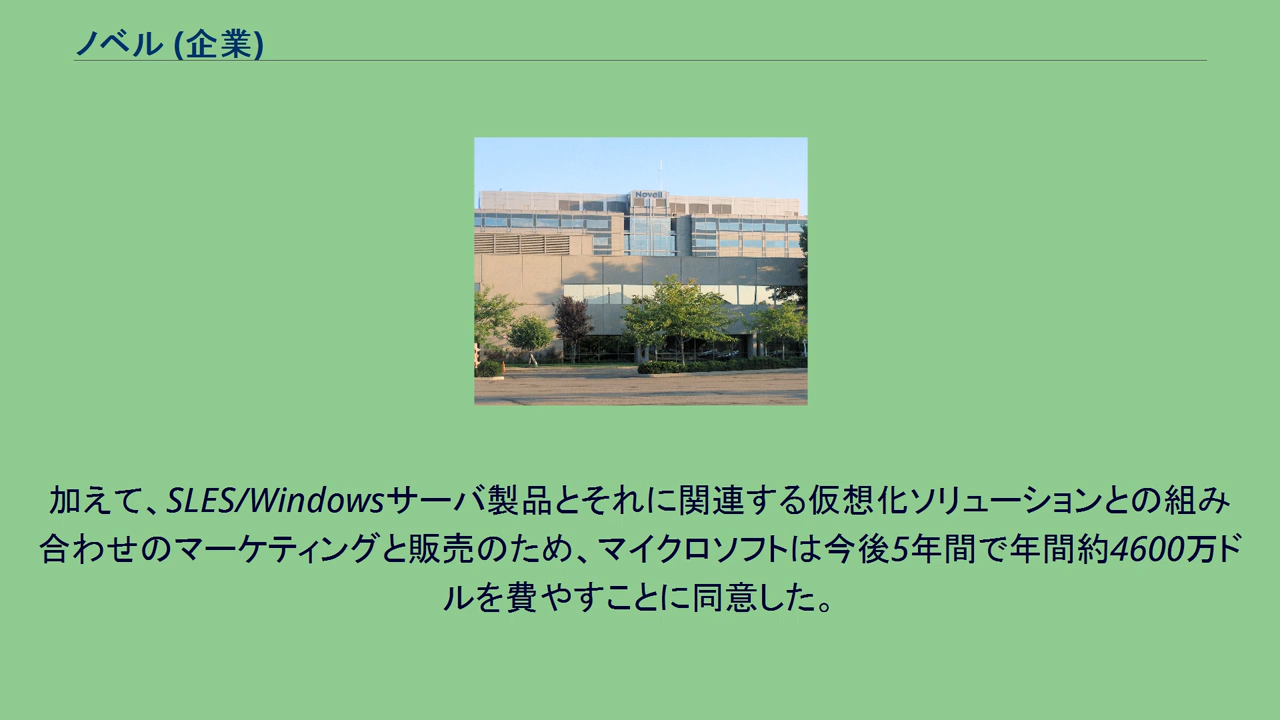 ノベル (企業)
Novell
加えて、SLES/Windowsサーバ製品とそれに関連する仮想化ソリューションとの組み
合わせのマーケティングと販売のため、マイクロソフトは今後5年間で年間約4600万ド
ルを費やすことに同意した。